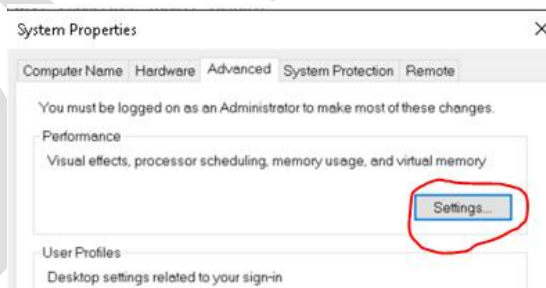 System Properties
Computer Name Hardware Advanced System Protection Remote
You must be logged on as an Administrator to make most of these changes.
Performance
Visual effects, processor scheduling, memory usage, and virtual memory
Settings...
User Profiles
Desktop settings related to your sign-in